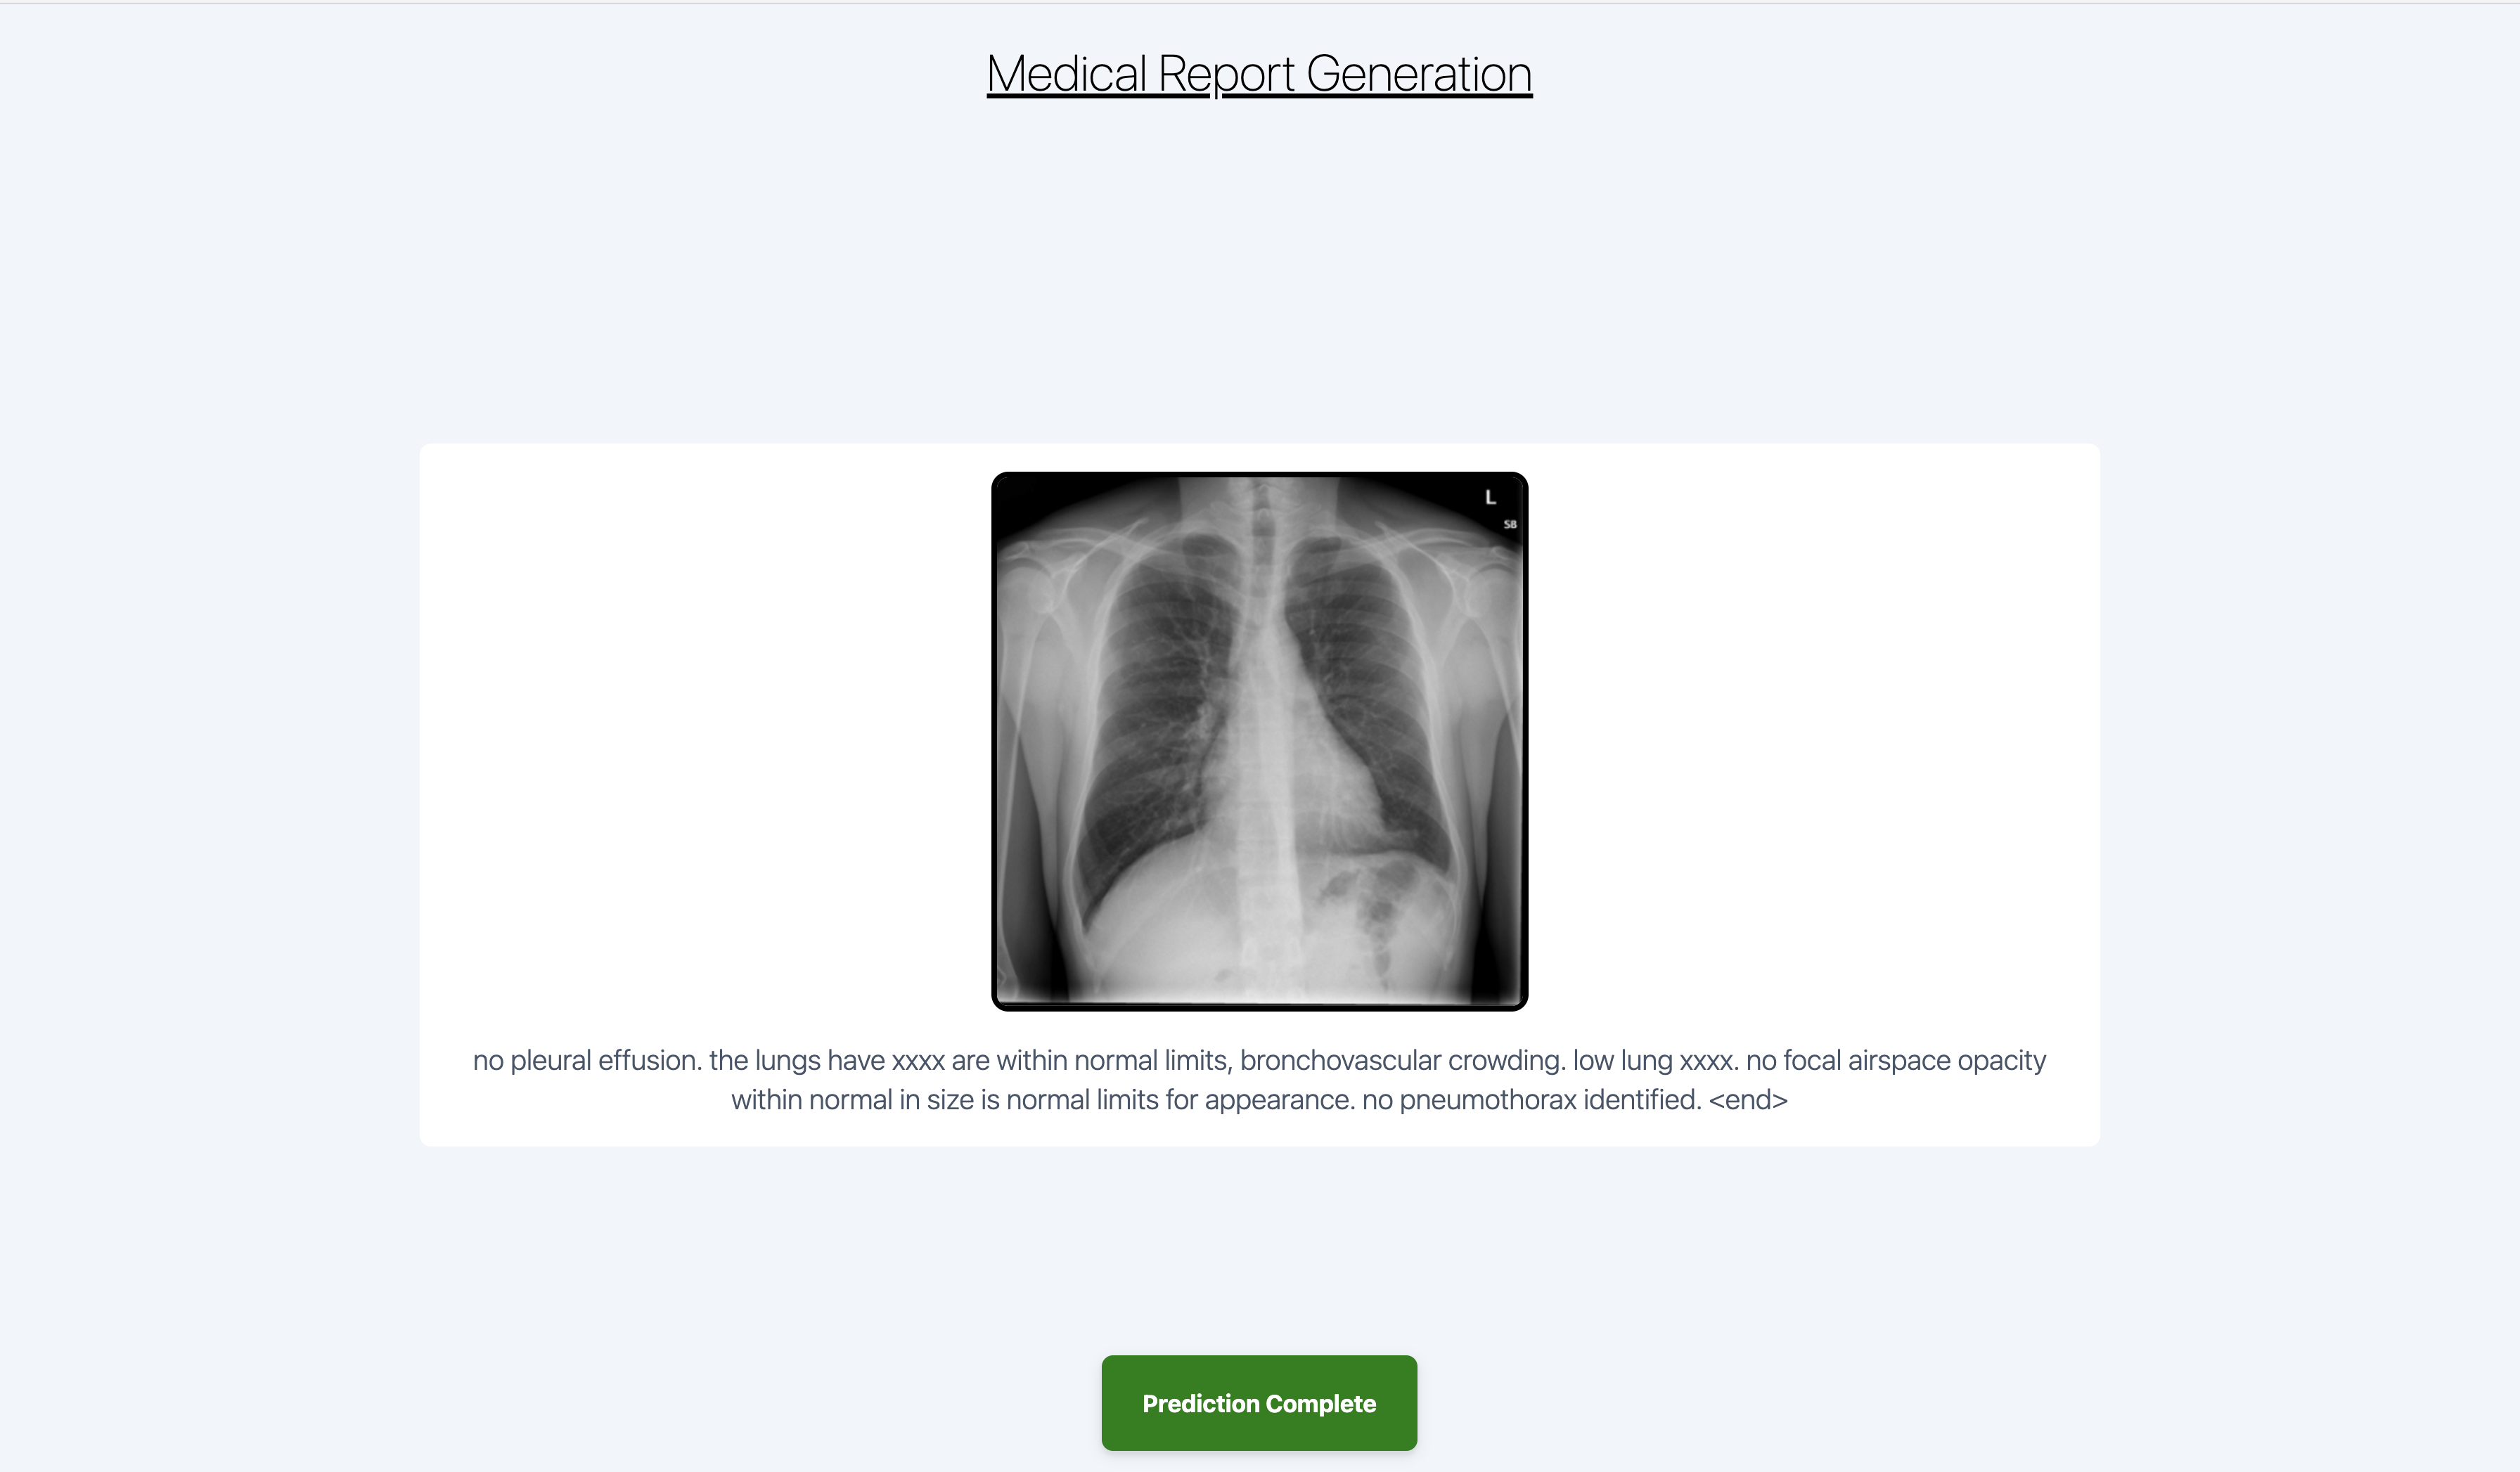 Medical Report Generation
L
SB
no pleural effusion. the lungs have xxxx are within normal limits, bronchovascular crowding. low lung xxxx. no focal airspace opacity
within normal in size is normal limits for appearance. no pneumothorax identified. <end>
Prediction Complete